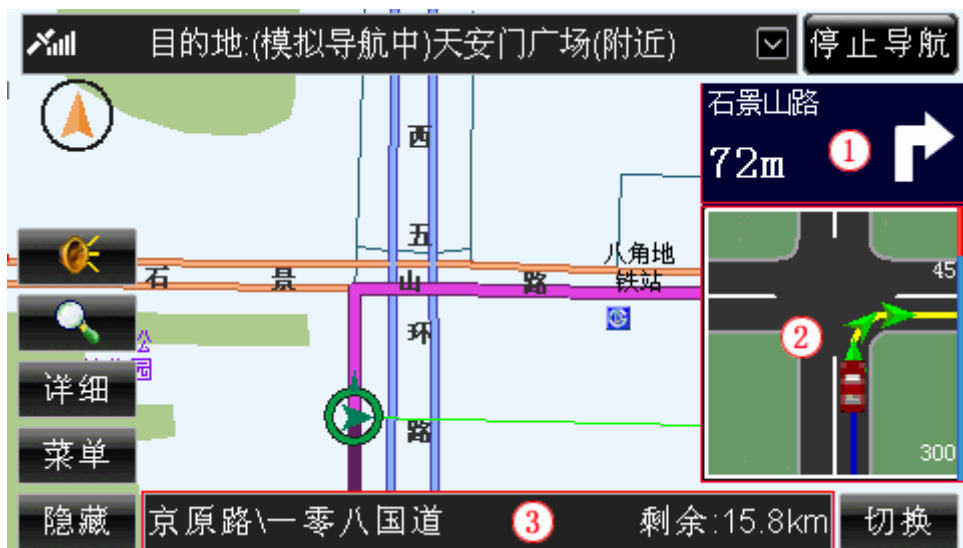 目的地:(模拟导航中)天安门广场(附近)
停止导航
石景山路
72m
①
西五环路
八角地
铁站
石景山路
45
②
300
公
园
详细
菜单
隐藏
京原路\一零八国道
③
剩余:15.8km
切换